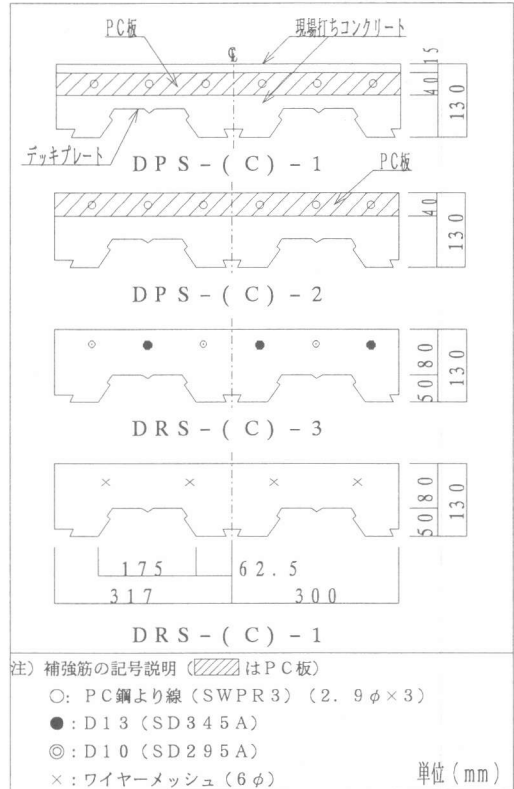 PC板
現場打ちコンクリート
℄
15
40
130
デッキプレート
DPS-(C)-1
PC板
40
130
DPS-(C)-2
50 80
130
DRS-(C)-3
50 80
130
175 62.5
317 300
DRS-(C)-1
注) 補強筋の記号説明 (はPC板)
○: PC鋼より線 (SWPR3) (2.9φ×3)
●: D13 (SD345A)
◎: D10 (SD295A)
×: ワイヤーメッシュ (6φ)
単位(mm)